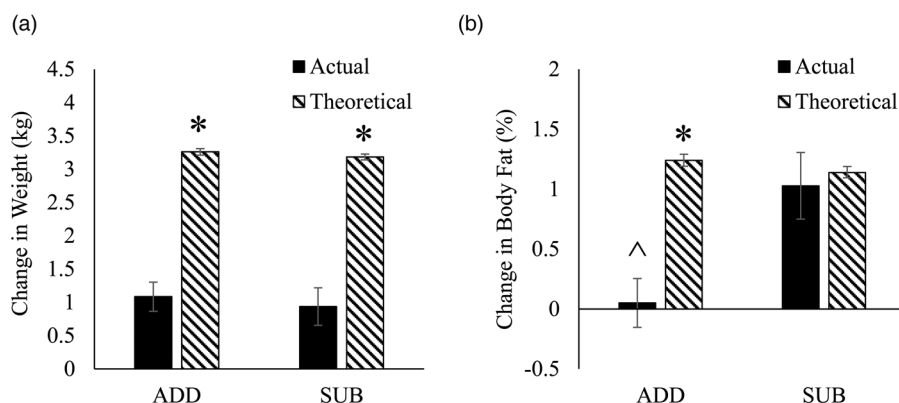 (a)
Change in Weight (kg)
4.5
4
3.5
3
2.5
2
1.5
1
0.5
0
Actual
Theoretical
*
*
ADD
SUB
(b)
Change in Body Fat (%)
2
1.5
1
0.5
0
-0.5
Actual
Theoretical
*
^
ADD
SUB